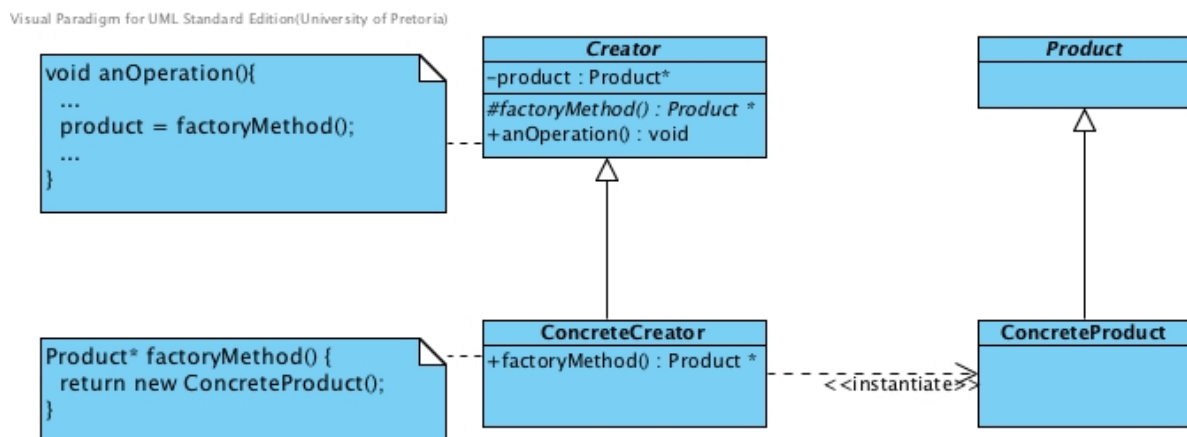 Visual Paradigm for UML Standard Edition(University of Pretoria)
void anOperation(){
...
product = factoryMethod();
...
}
Creator
-product : Product*
#factoryMethod() : Product *
+anOperation() : void
Product
Product* factoryMethod() {
return new ConcreteProduct();
}
ConcreteCreator
+factoryMethod() : Product *
<<instantiate>>
ConcreteProduct